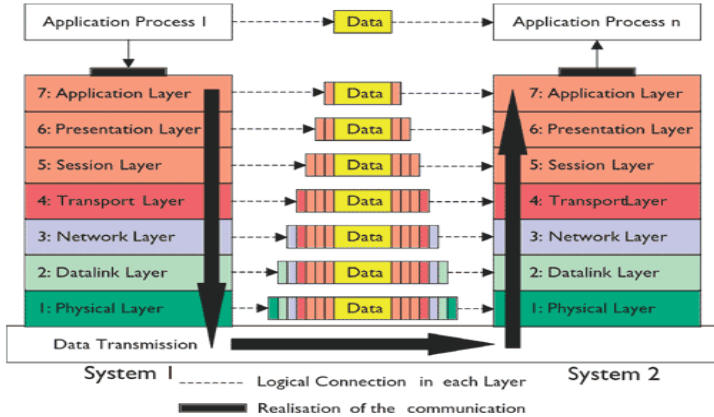 Application Process 1
Data
Application Process n
7: Application Layer
Data
7: Application Layer
6: Presentation Layer
Data
6: Presentation Layer
5: Session Layer
Data
5: Session Layer
4: Transport Layer
Data
4: TransportLayer
3: Network Layer
Data
3: Network Layer
2: Datalink Layer
Data
2: Datalink Layer
1: Physical Layer
Data
1: Physical Layer
Data Transmission
System 1
System 2
Logical Connection in each Layer
Realisation of the communication